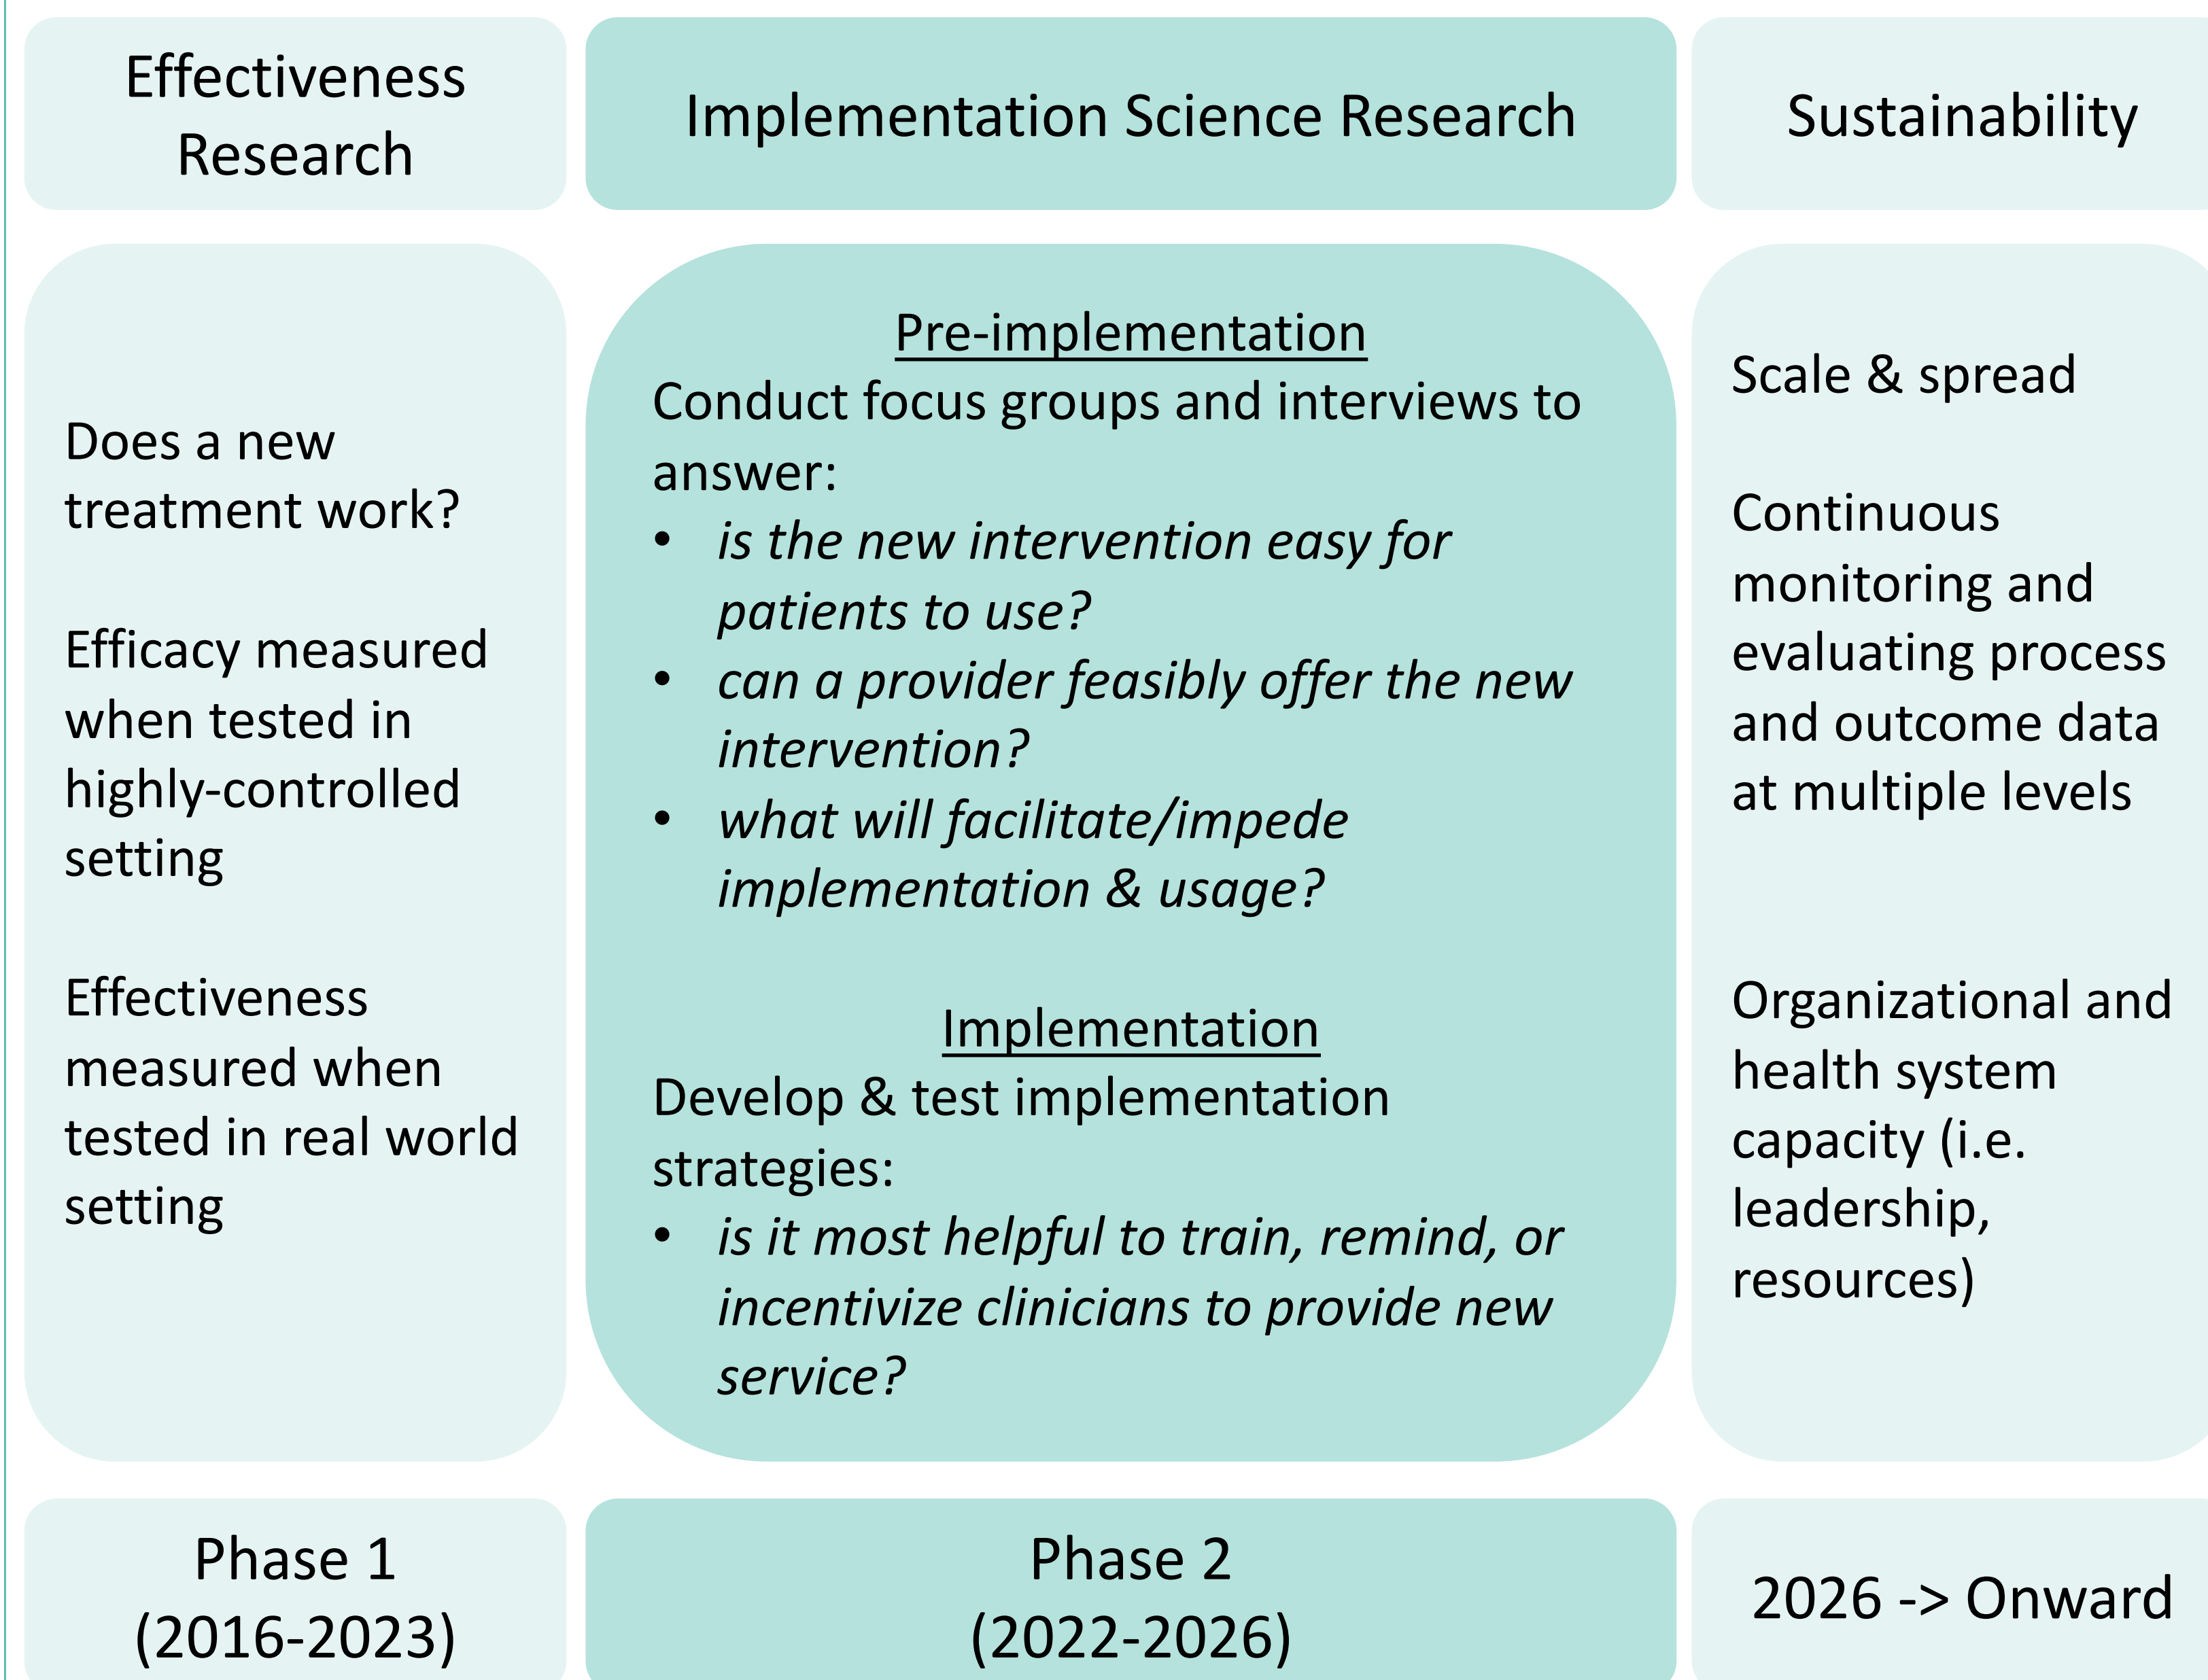 Effectiveness
Research
Implementation Science Research
Sustainability
Does a new
treatment work?
Efficacy measured
when tested in
highly-controlled
setting
Effectiveness
measured when
tested in real world
setting
Pre-implementation
Conduct focus groups and interviews to
answer:
• is the new intervention easy for
patients to use?
• can a provider feasibly offer the new
intervention?
• what will facilitate/impede
implementation & usage?
Implementation
Develop & test implementation
strategies:
• is it most helpful to train, remind, or
incentivize clinicians to provide new
service?
Scale & spread
Continuous
monitoring and
evaluating process
and outcome data
at multiple levels
Organizational and
health system
capacity (i.e.
leadership,
resources)
Phase 1
(2016-2023)
Phase 2
(2022-2026)
2026 -> Onward